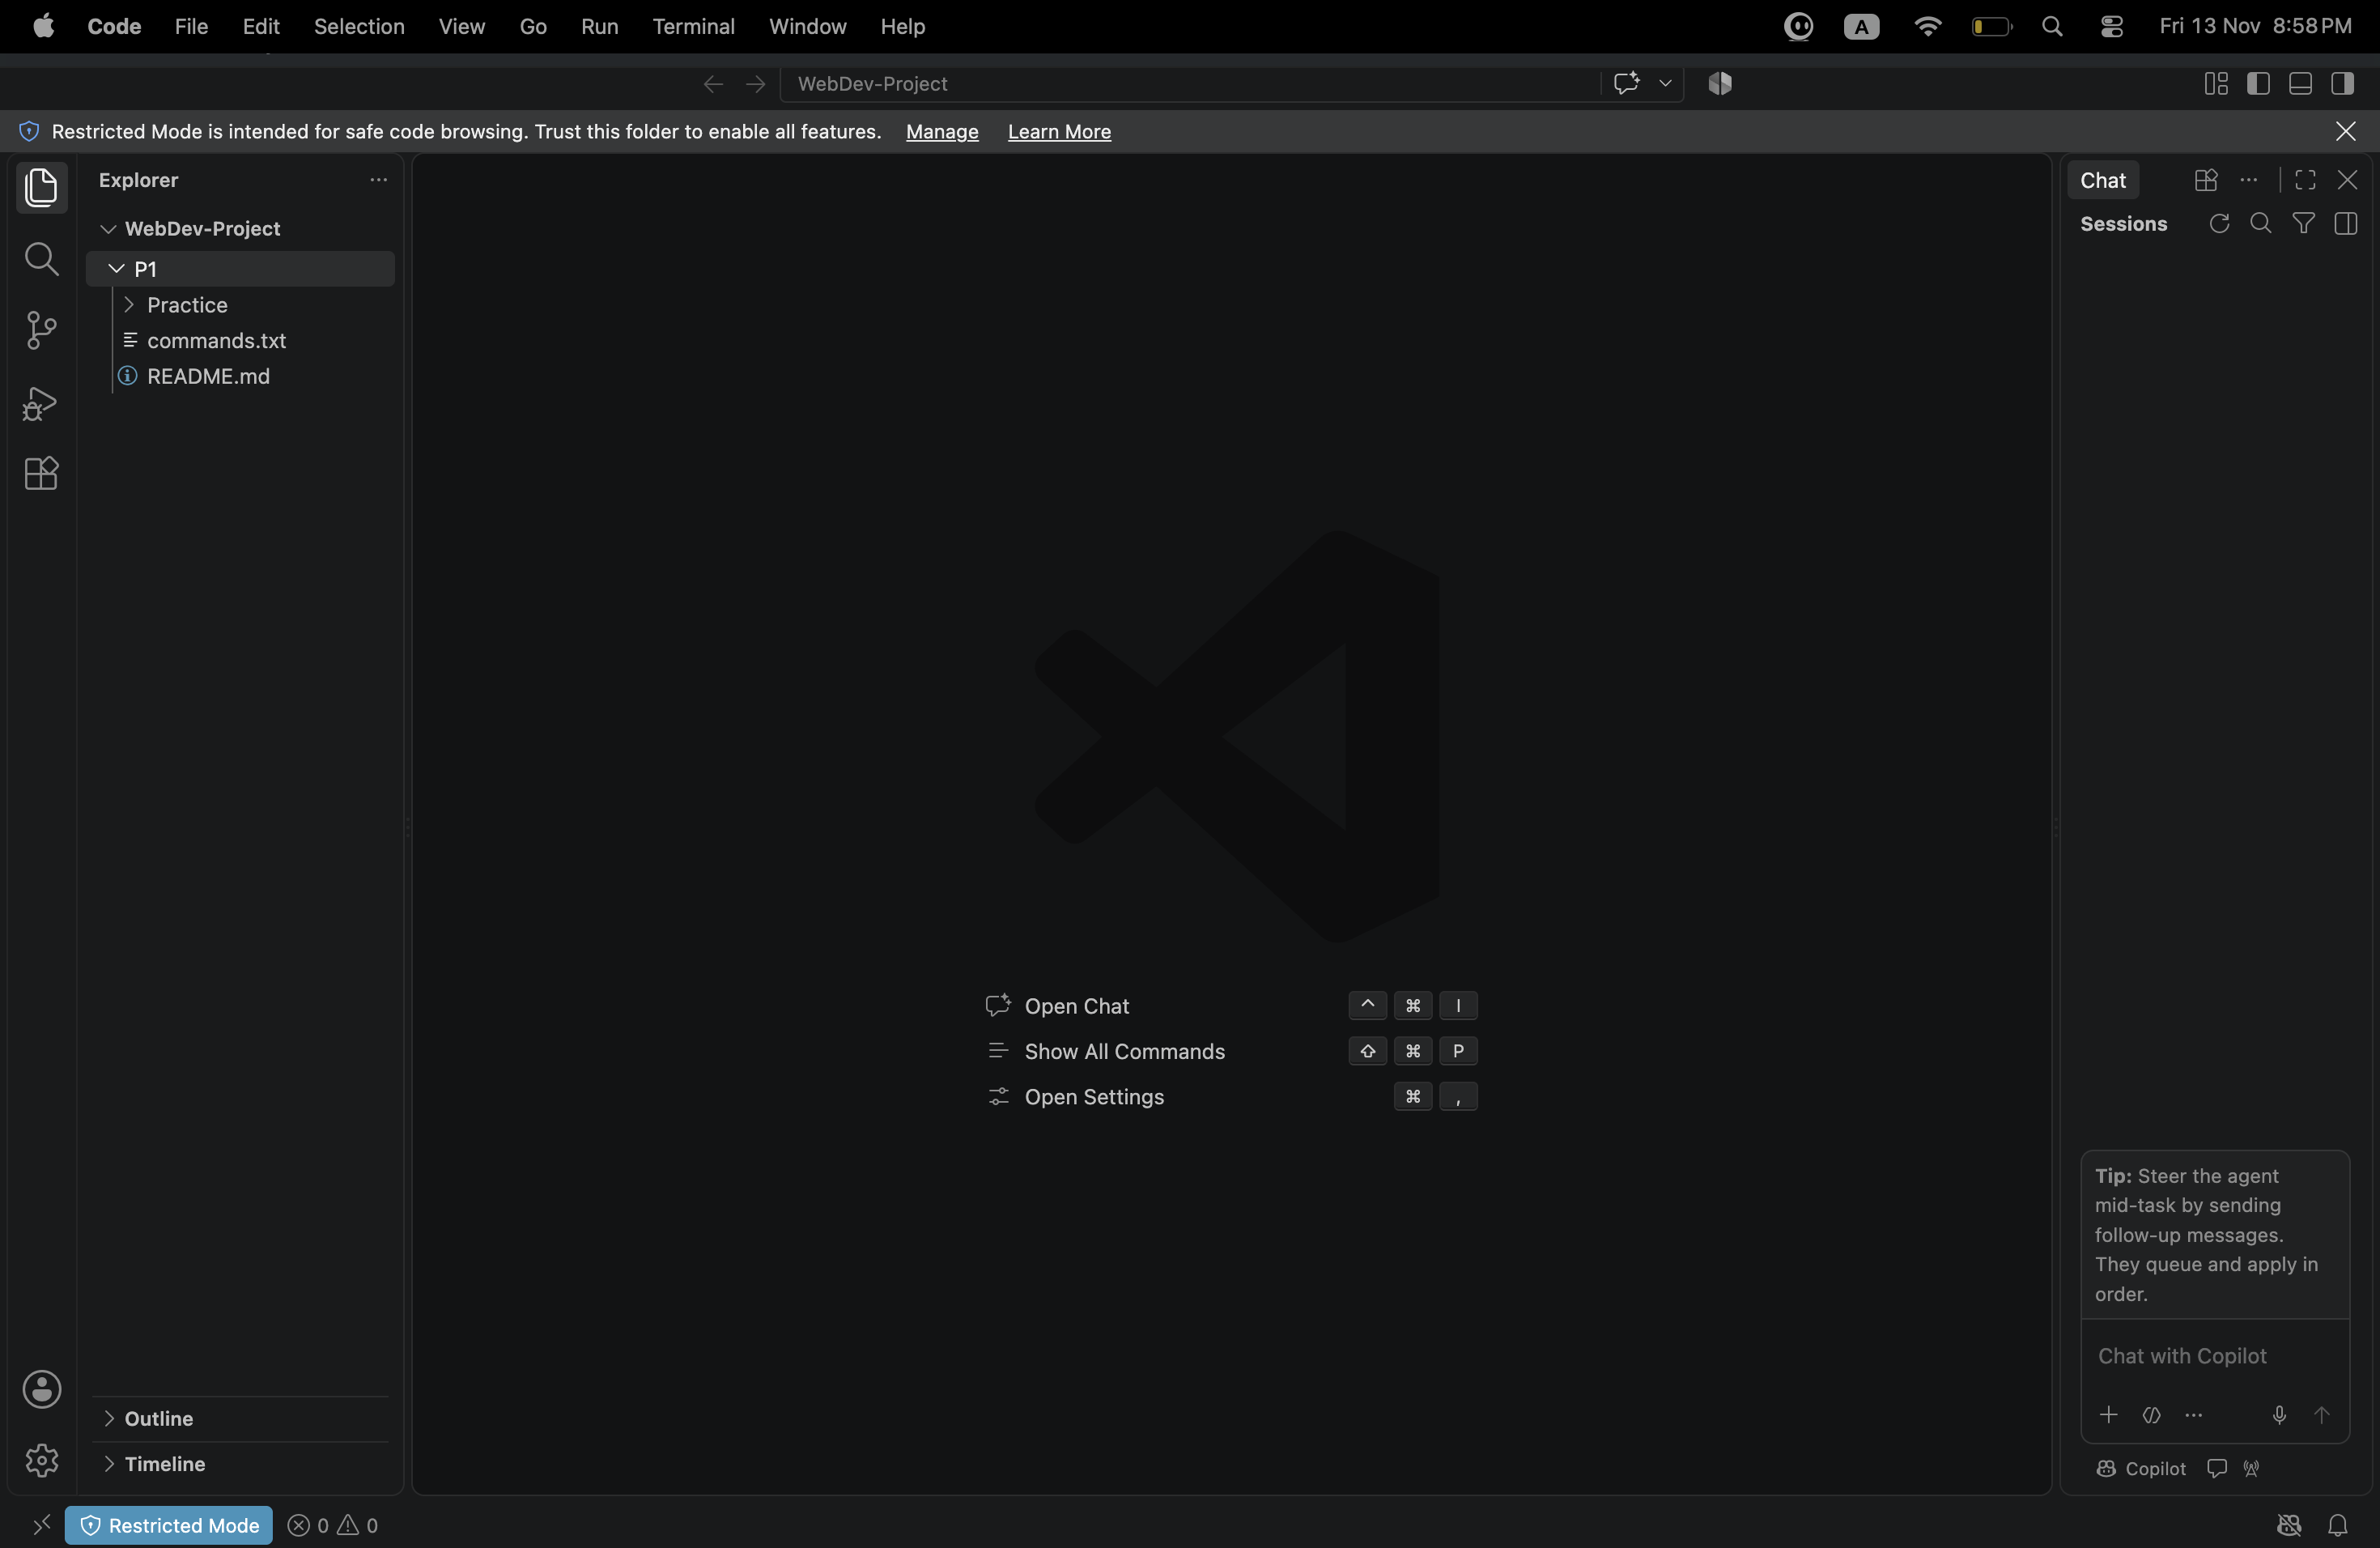 Code File Edit Selection View Go Run Terminal Window Help A Fri 13 Nov 8:58 PM
WebDev-Project
Restricted Mode is intended for safe code browsing. Trust this folder to enable all features. Manage Learn More
Explorer
WebDev-Project
P1
Practice
commands.txt
README.md
Outline
Timeline
Open Chat ^ ⌘ I
Show All Commands ⇧ ⌘ P
Open Settings ⌘ ,
Chat
Sessions
Tip: Steer the agent
mid-task by sending
follow-up messages.
They queue and apply in
order.
Chat with Copilot
Copilot
Restricted Mode 0 0